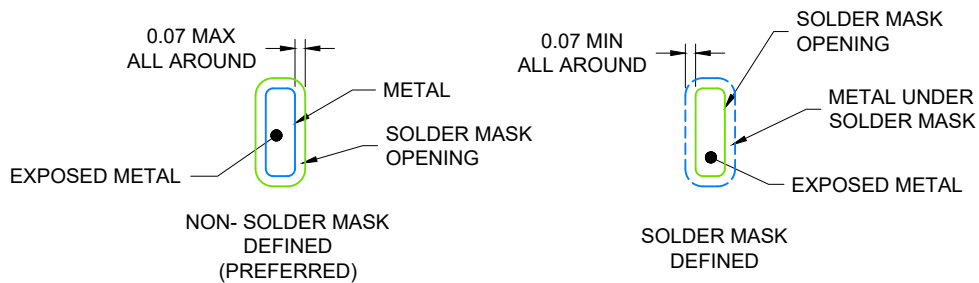 0.07 MAX
ALL AROUND
METAL
SOLDER MASK
OPENING
EXPOSED METAL
NON- SOLDER MASK
DEFINED
(PREFERRED)
0.07 MIN
ALL AROUND
SOLDER MASK
OPENING
METAL UNDER
SOLDER MASK
EXPOSED METAL
SOLDER MASK
DEFINED